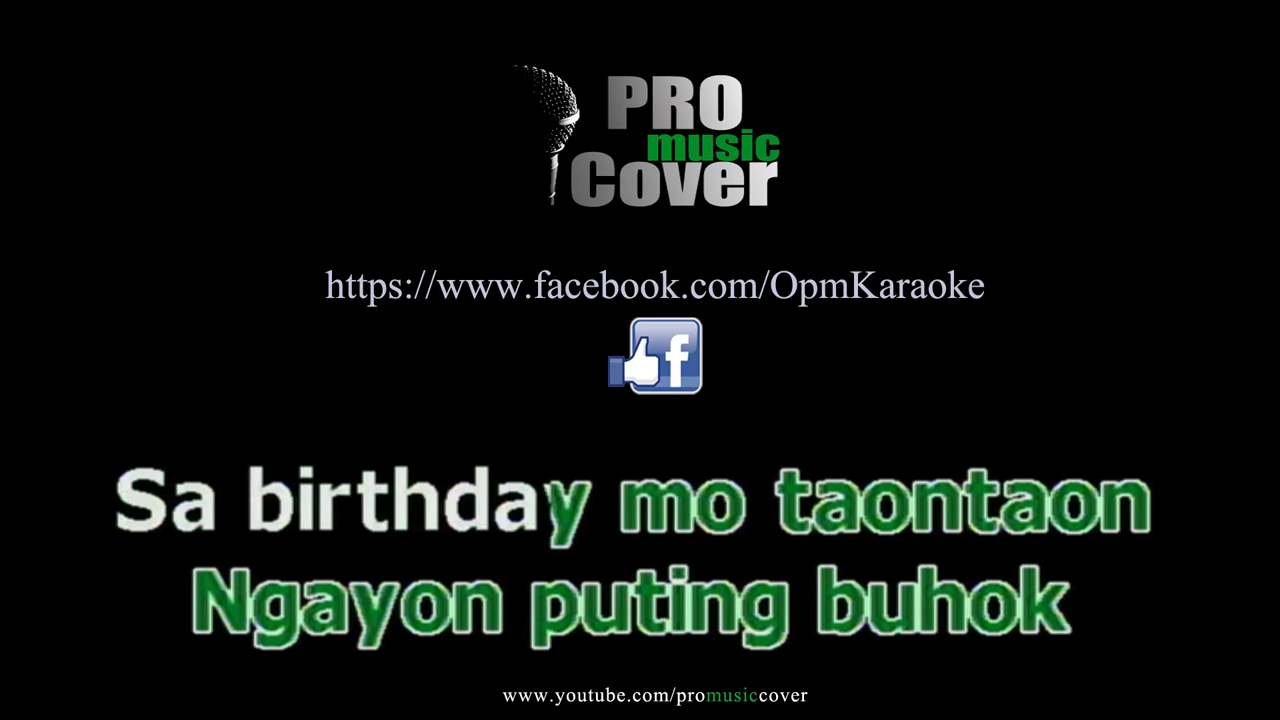 PRO
music
Cover
https://www.facebook.com/OpmKaraoke
f
Sa birthday mo taontaon
Ngayon puting buhok
www.youtube.com/promusiccover